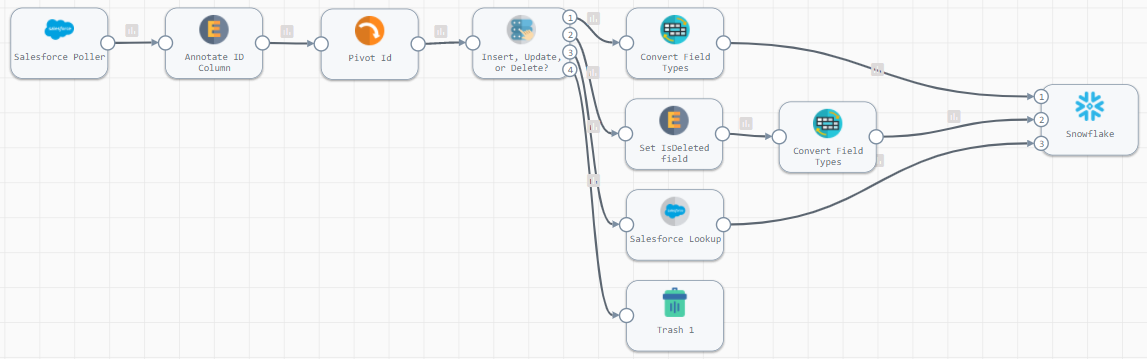 salesforce
Salesforce Poller
E
Annotate ID
Column
Pivot Id
Insert, Update,
or Delete?
1
2
3
4
Convert Field
Types
E
Set IsDeleted
field
Convert Field
Types
salesforce
Salesforce Lookup
Trash 1
1
2
3
Snowflake